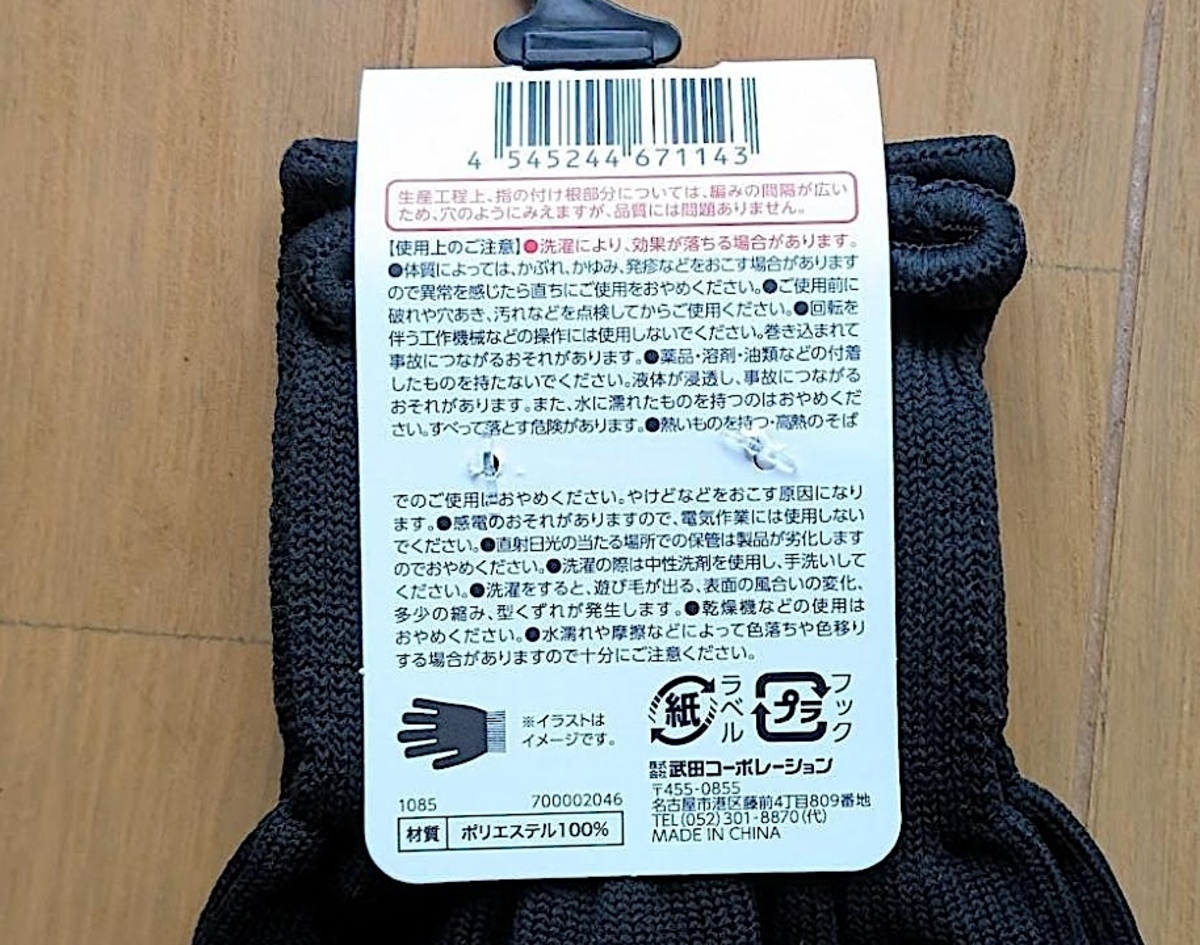 4 545244 671143
生産工程上、指の付け根部分については、編みの間隔が広い
ため、穴のようにみえますが、品質には問題ありません。
【使用上のご注意】●洗濯により、効果が落ちる場合があります。
●体質によっては、かぶれ、かゆみ、発疹などをおこす場合があります
ので異常を感じたら直ちにご使用をおやめください。●ご使用前に
破れや穴あき、汚れなどを点検してからご使用ください。●回転を
伴う工作機械などの操作には使用しないでください。巻き込まれて
事故につながるおそれがあります。●薬品・溶剤・油類などの付着
したものを持たないでください。液体が浸透し、事故につながる
おそれがあります。また、水に濡れたものを持つのはおやめくだ
さい。すべって落とす危険があります。●熱いものを持つ・高熱のそば
でのご使用はおやめください。やけどなどをおこす原因になり
ます。●感電のおそれがありますので、電気作業には使用しない
でください。●直射日光の当たる場所での保管は製品が劣化します
のでおやめください。●洗濯の際は中性洗剤を使用し、手洗いして
ください。●洗濯をすると、遊び毛が出る、表面の風合いの変化、
多少の縮み、型くずれが発生します。●乾燥機などの使用は
おやめください。●水濡れや摩擦などによって色落ちや色移り
する場合がありますので十分にご注意ください。
※イラストは
イメージです。
紙 ラベル
プラ フック
1085 700002046
材質 ポリエステル100%
株式会社 武田コーポレーション
〒455-0855
名古屋市港区藤前4丁目809番地
TEL(052)301-8870(代)
MADE IN CHINA